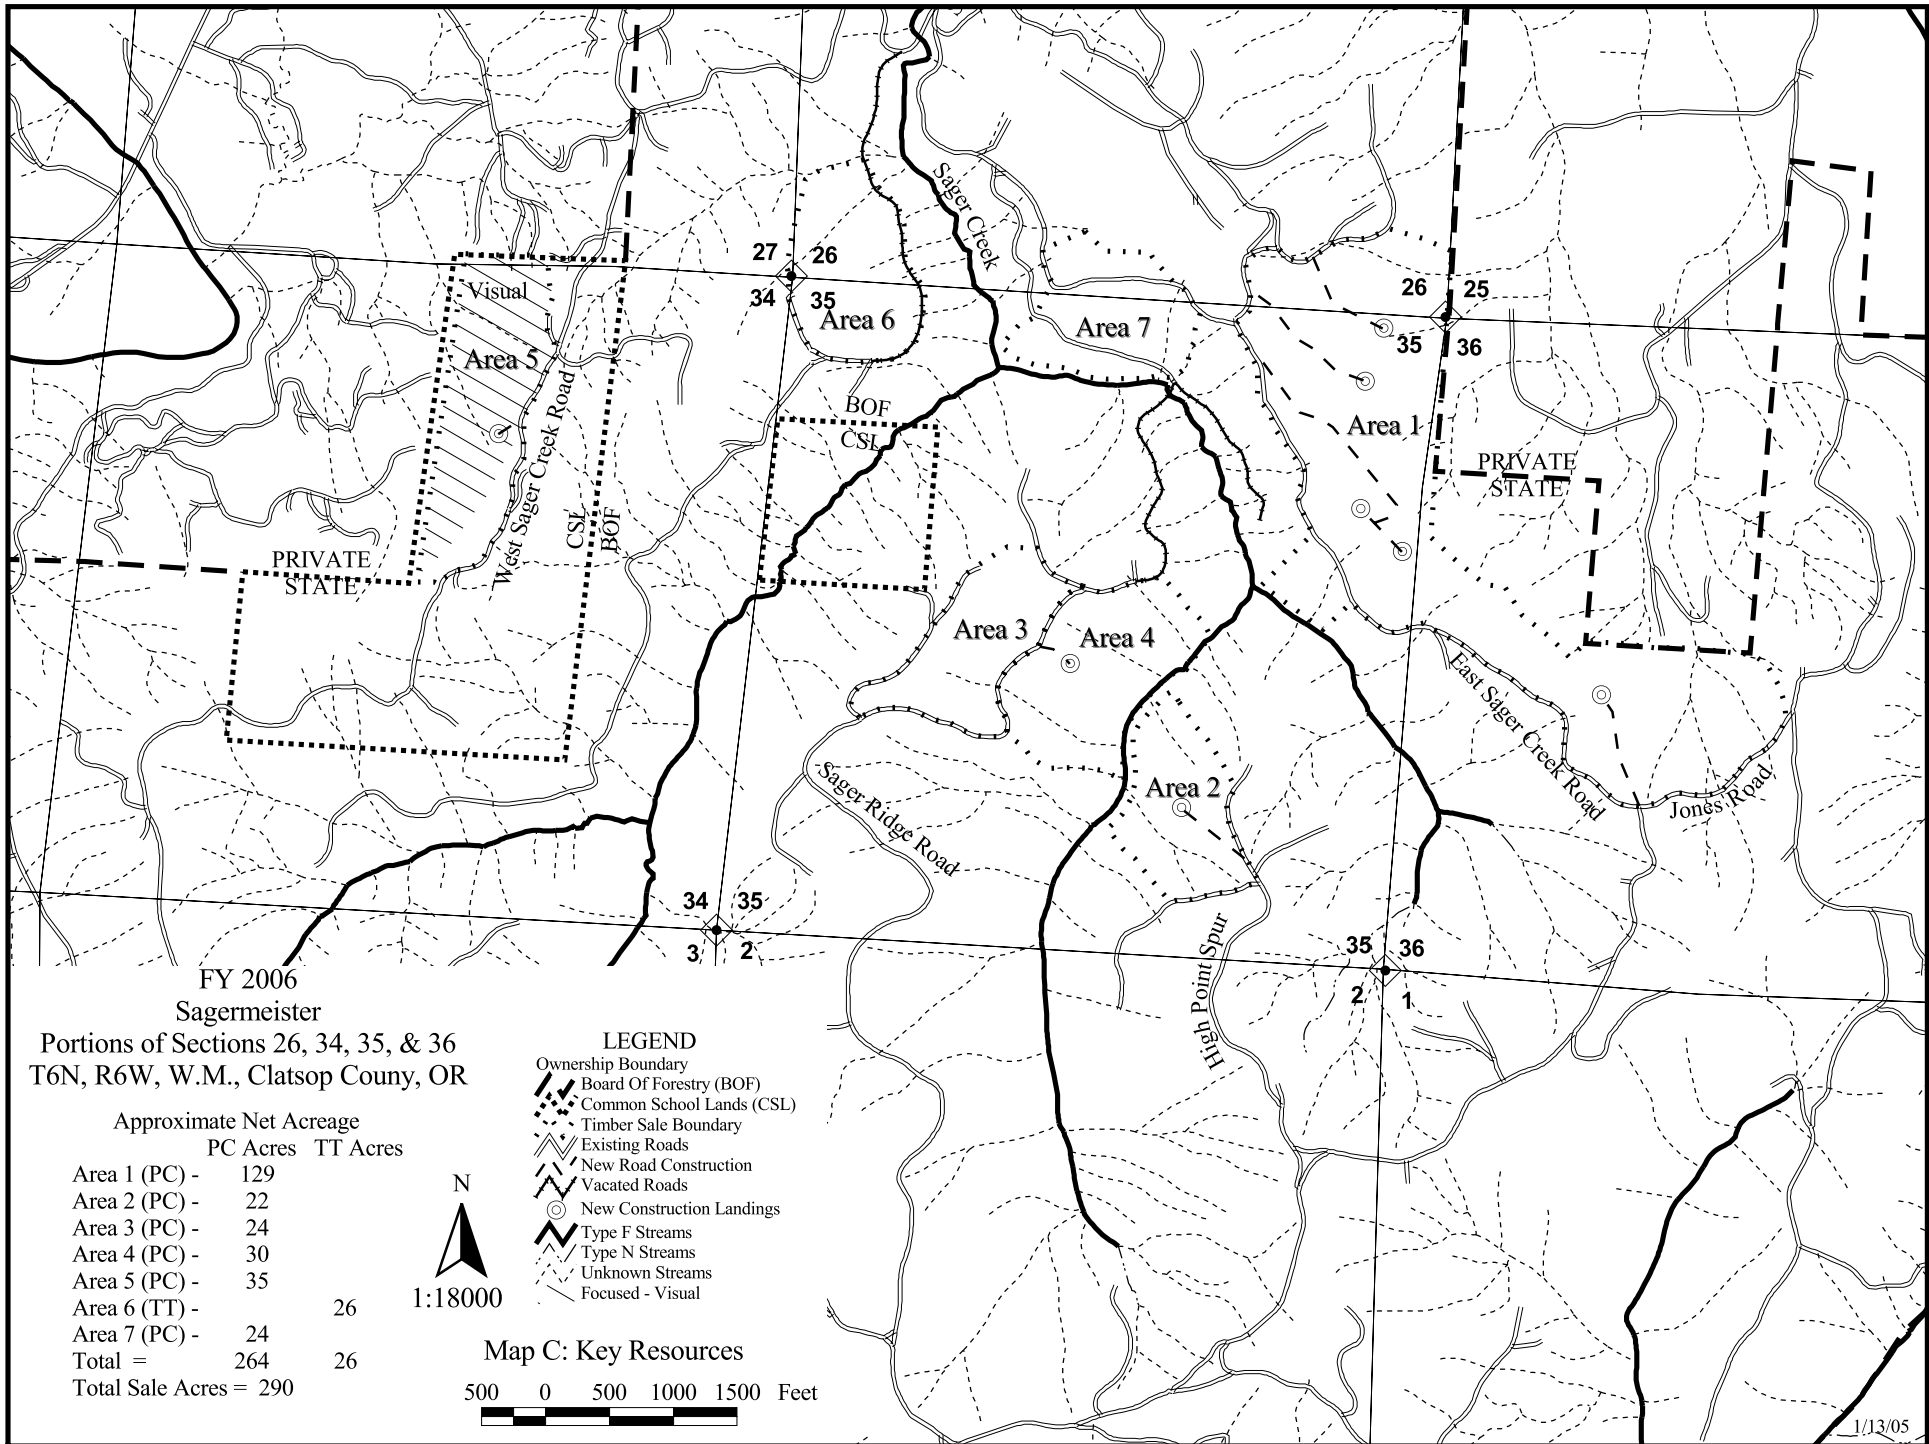 Sager Creek
27 26
34 35
Area 6
Visual
Area 5
West Sager Creek Road
Area 7
26 25
35 36
Area 1
BOF
CSL
PRIVATE
STATE
CSL
BOF
PRIVATE
STATE
Area 3
Area 4
East Sager Creek Road
Jones Road
Area 2
Sager Ridge Road
High Point Spur
34 35
3 2
35 36
2 1
FY 2006
Sagermeister
Portions of Sections 26, 34, 35, & 36
T6N, R6W, W.M., Clatsop Couny, OR
Approximate Net Acreage
PC Acres TT Acres
Area 1 (PC) - 129
Area 2 (PC) - 22
Area 3 (PC) - 24
Area 4 (PC) - 30
Area 5 (PC) - 35
Area 6 (TT) - 26
Area 7 (PC) - 24
Total = 264 26
Total Sale Acres = 290
N
1:18000
LEGEND
Ownership Boundary
Board Of Forestry (BOF)
Common School Lands (CSL)
Timber Sale Boundary
Existing Roads
New Road Construction
Vacated Roads
New Construction Landings
Type F Streams
Type N Streams
Unknown Streams
Focused - Visual
Map C: Key Resources
500 0 500 1000 1500 Feet
1/13/05